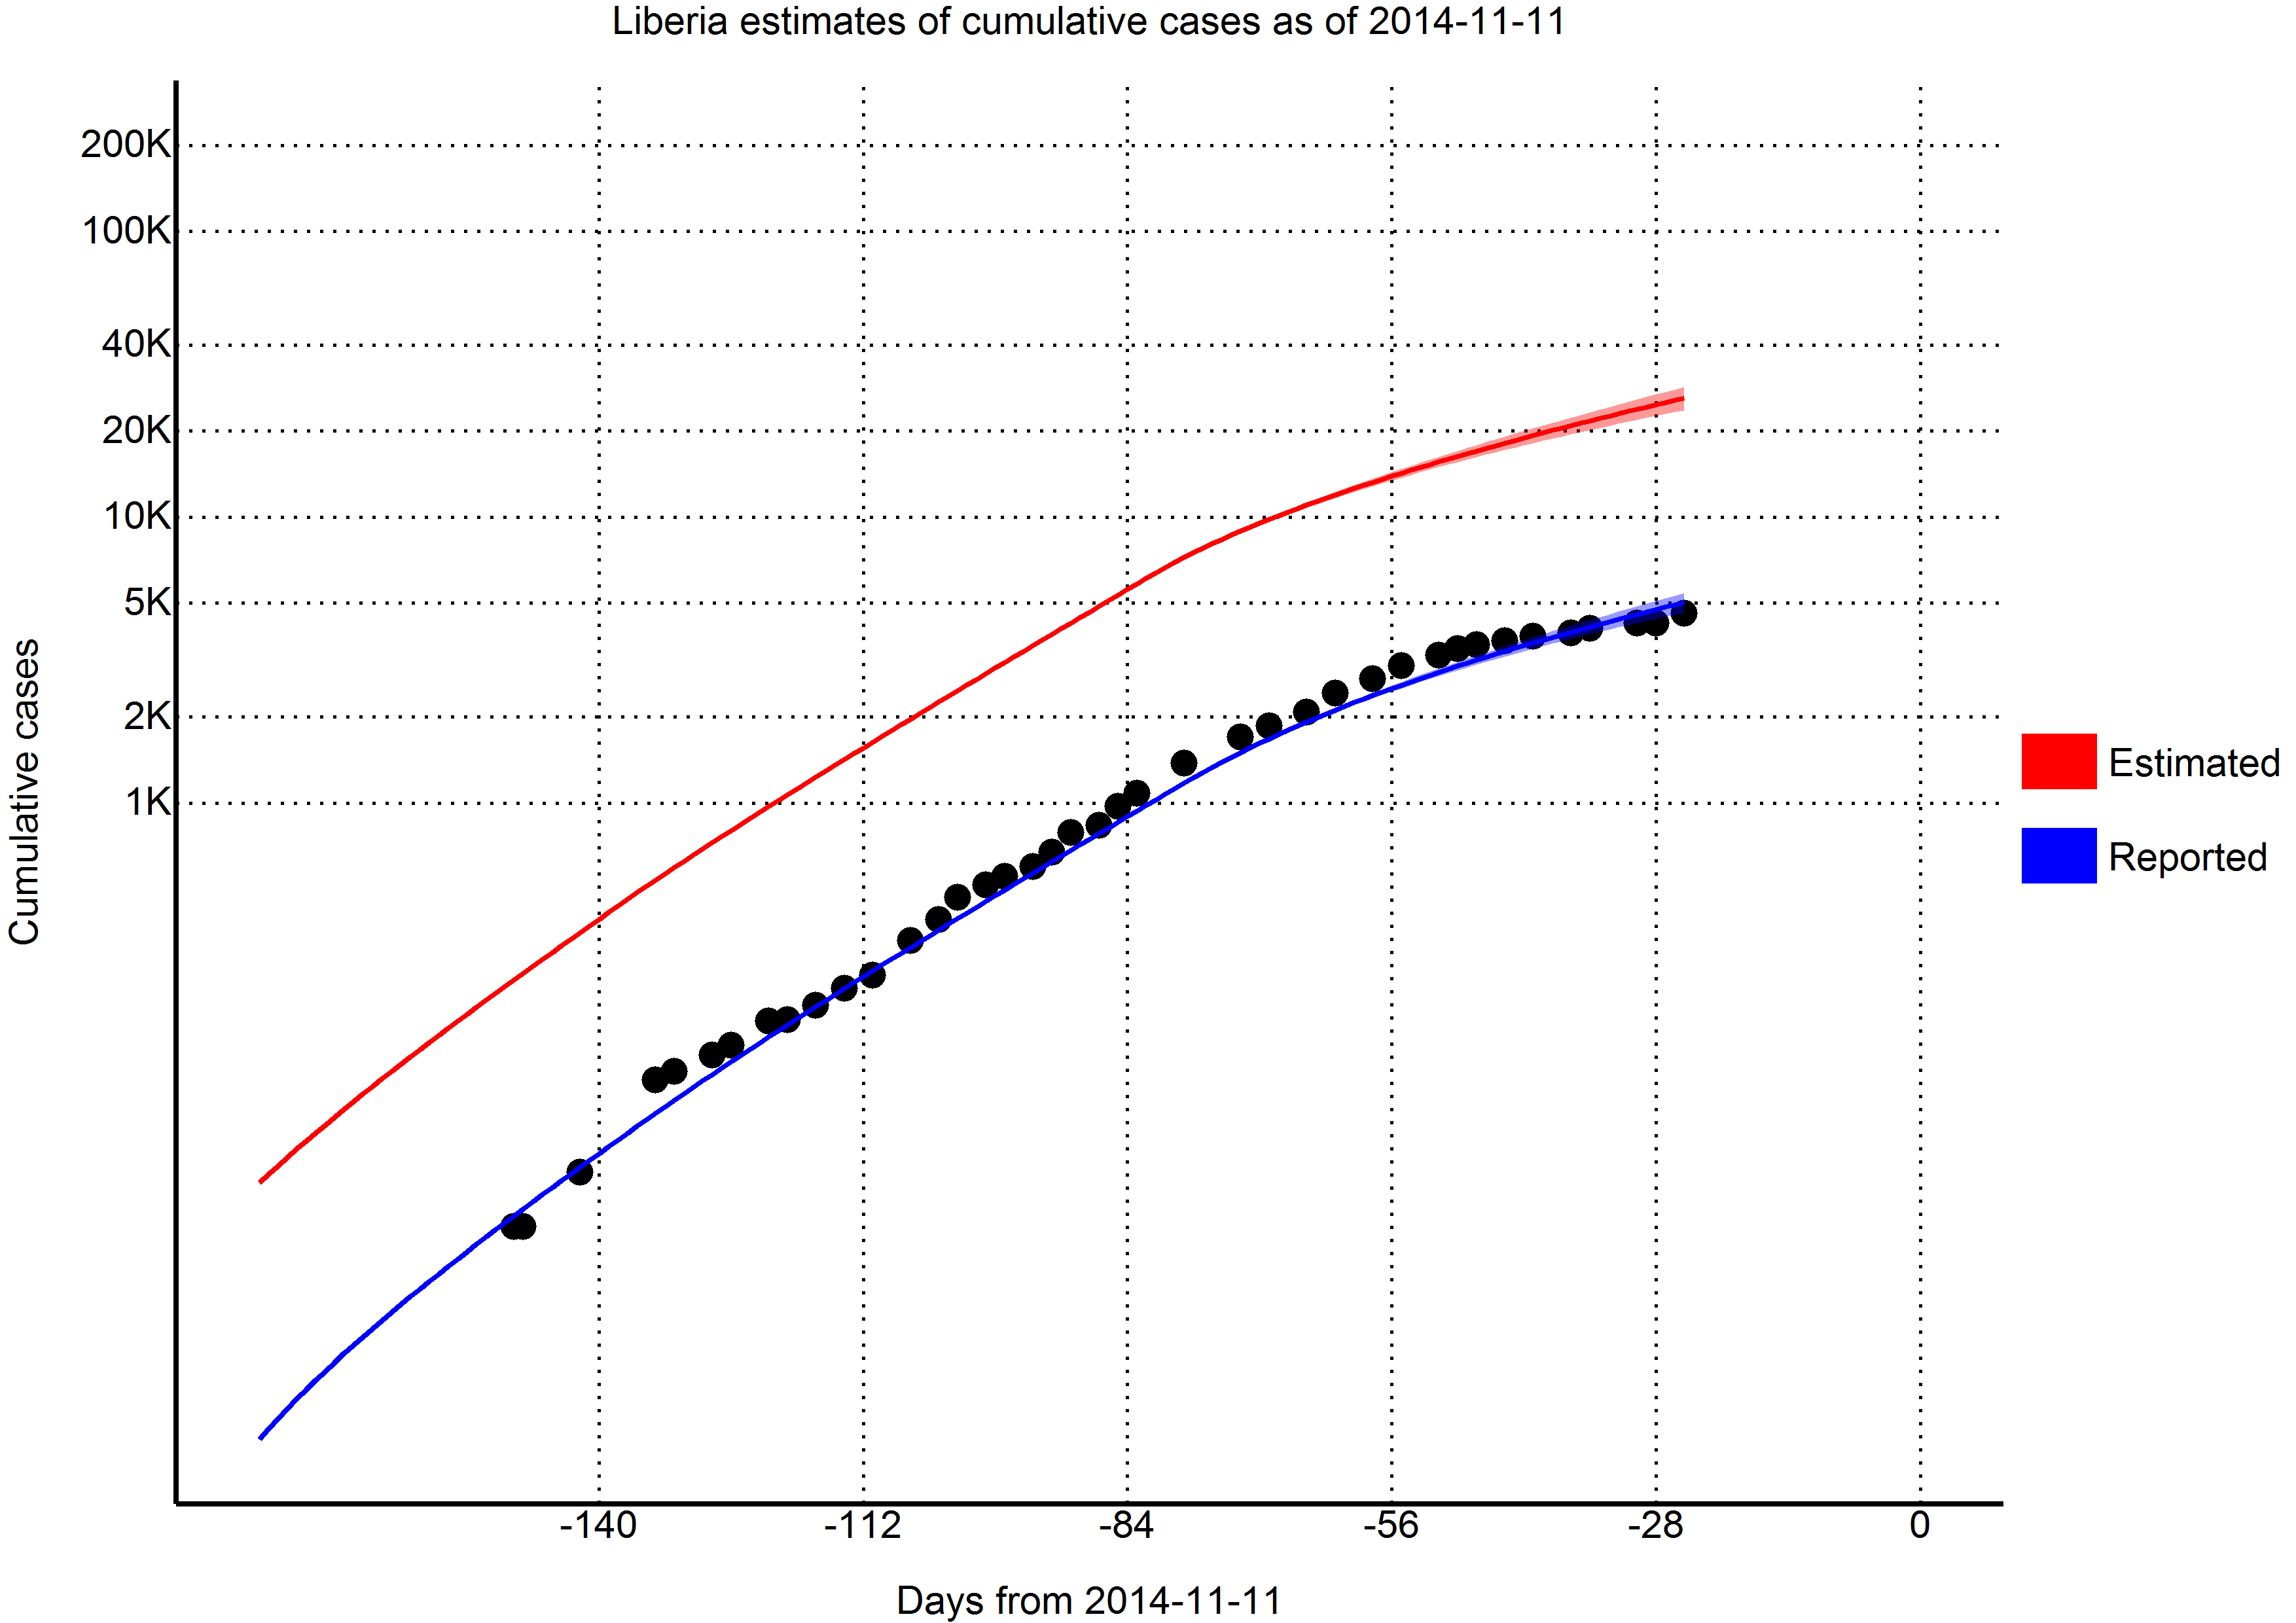 Liberia estimates of cumulative cases as of 2014-11-11
200K
100K
40K
20K
10K
5K
2K
1K
Cumulative cases
Estimated
Reported
-140 -112 -84 -56 -28 0
Days from 2014-11-11